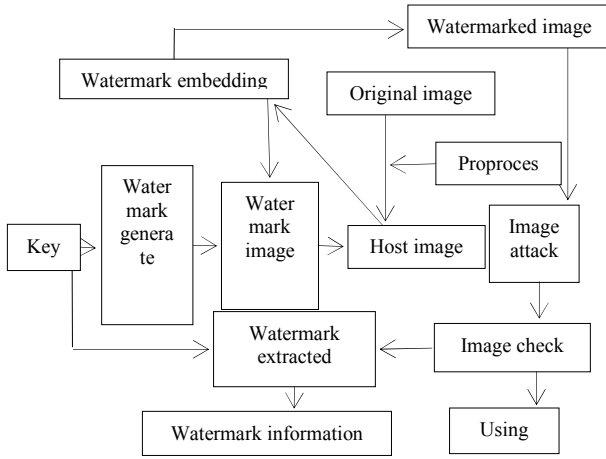 Watermarked image
Watermark embedding
Original image
Proproces
Water
mark
genera
te
Water
mark
image
Image
attack
Key
Host image
Watermark
extracted
Image check
Watermark information
Using